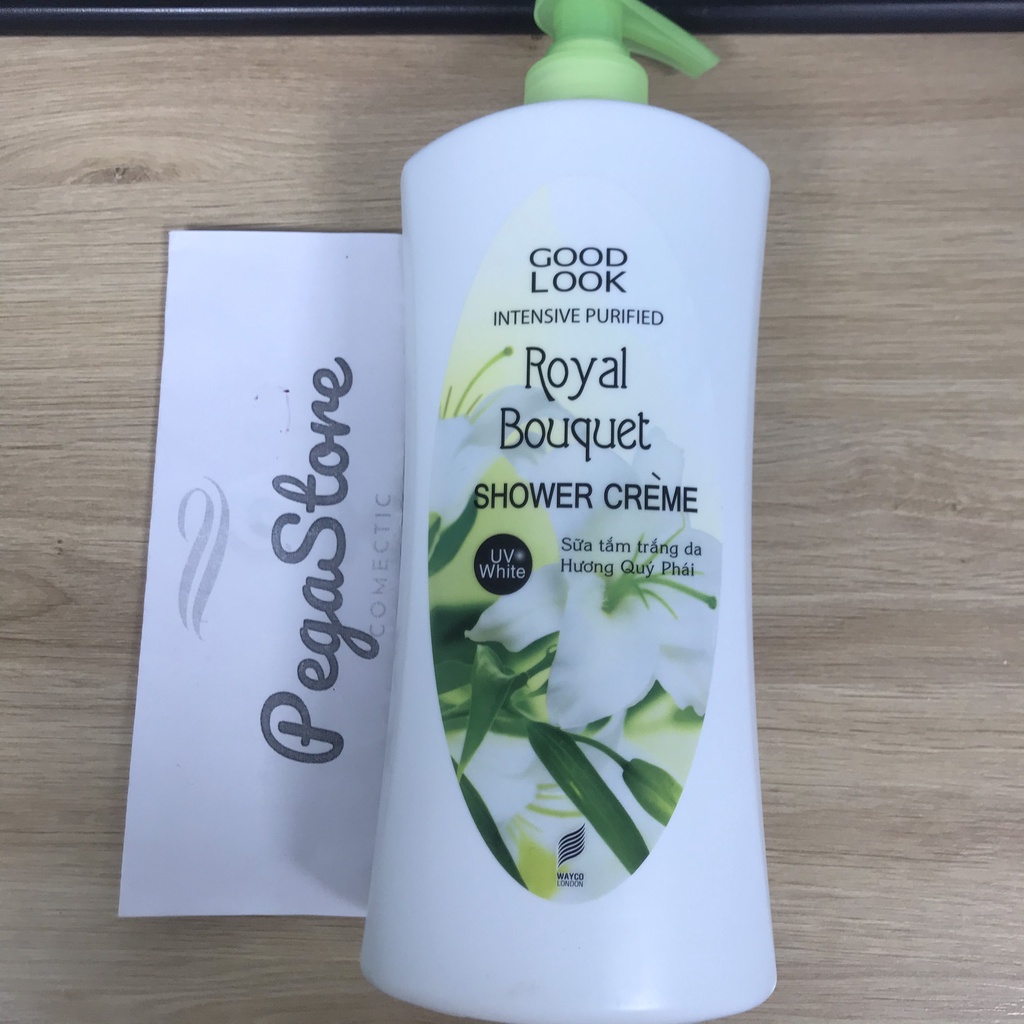 GOOD
LOOK
INTENSIVE PURIFIED
Royal
Bouquet
SHOWER CRÈME
UV
White
Sữa tắm trắng da
Hương Quý Phái
WAYCO
LONDON
PegaStore
COMECTIC